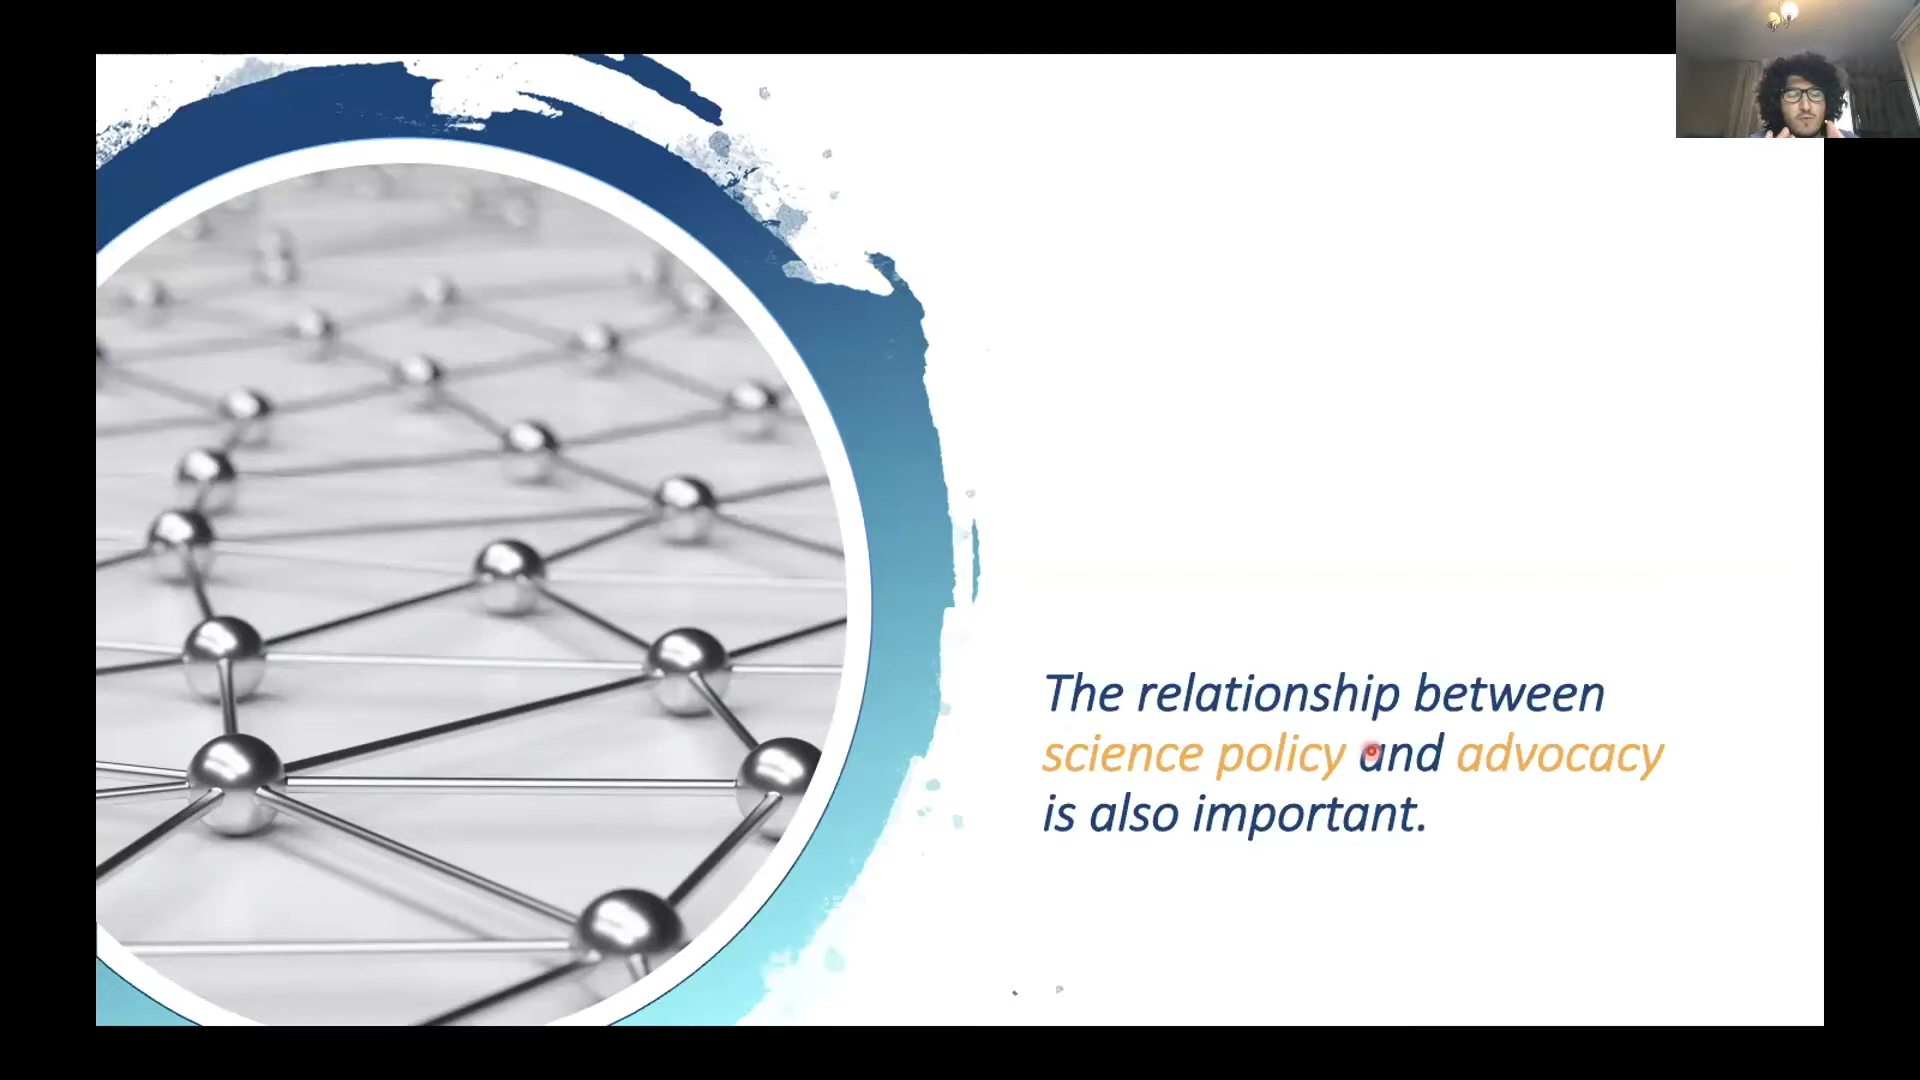 The relationship between
science policy and advocacy
is also important.